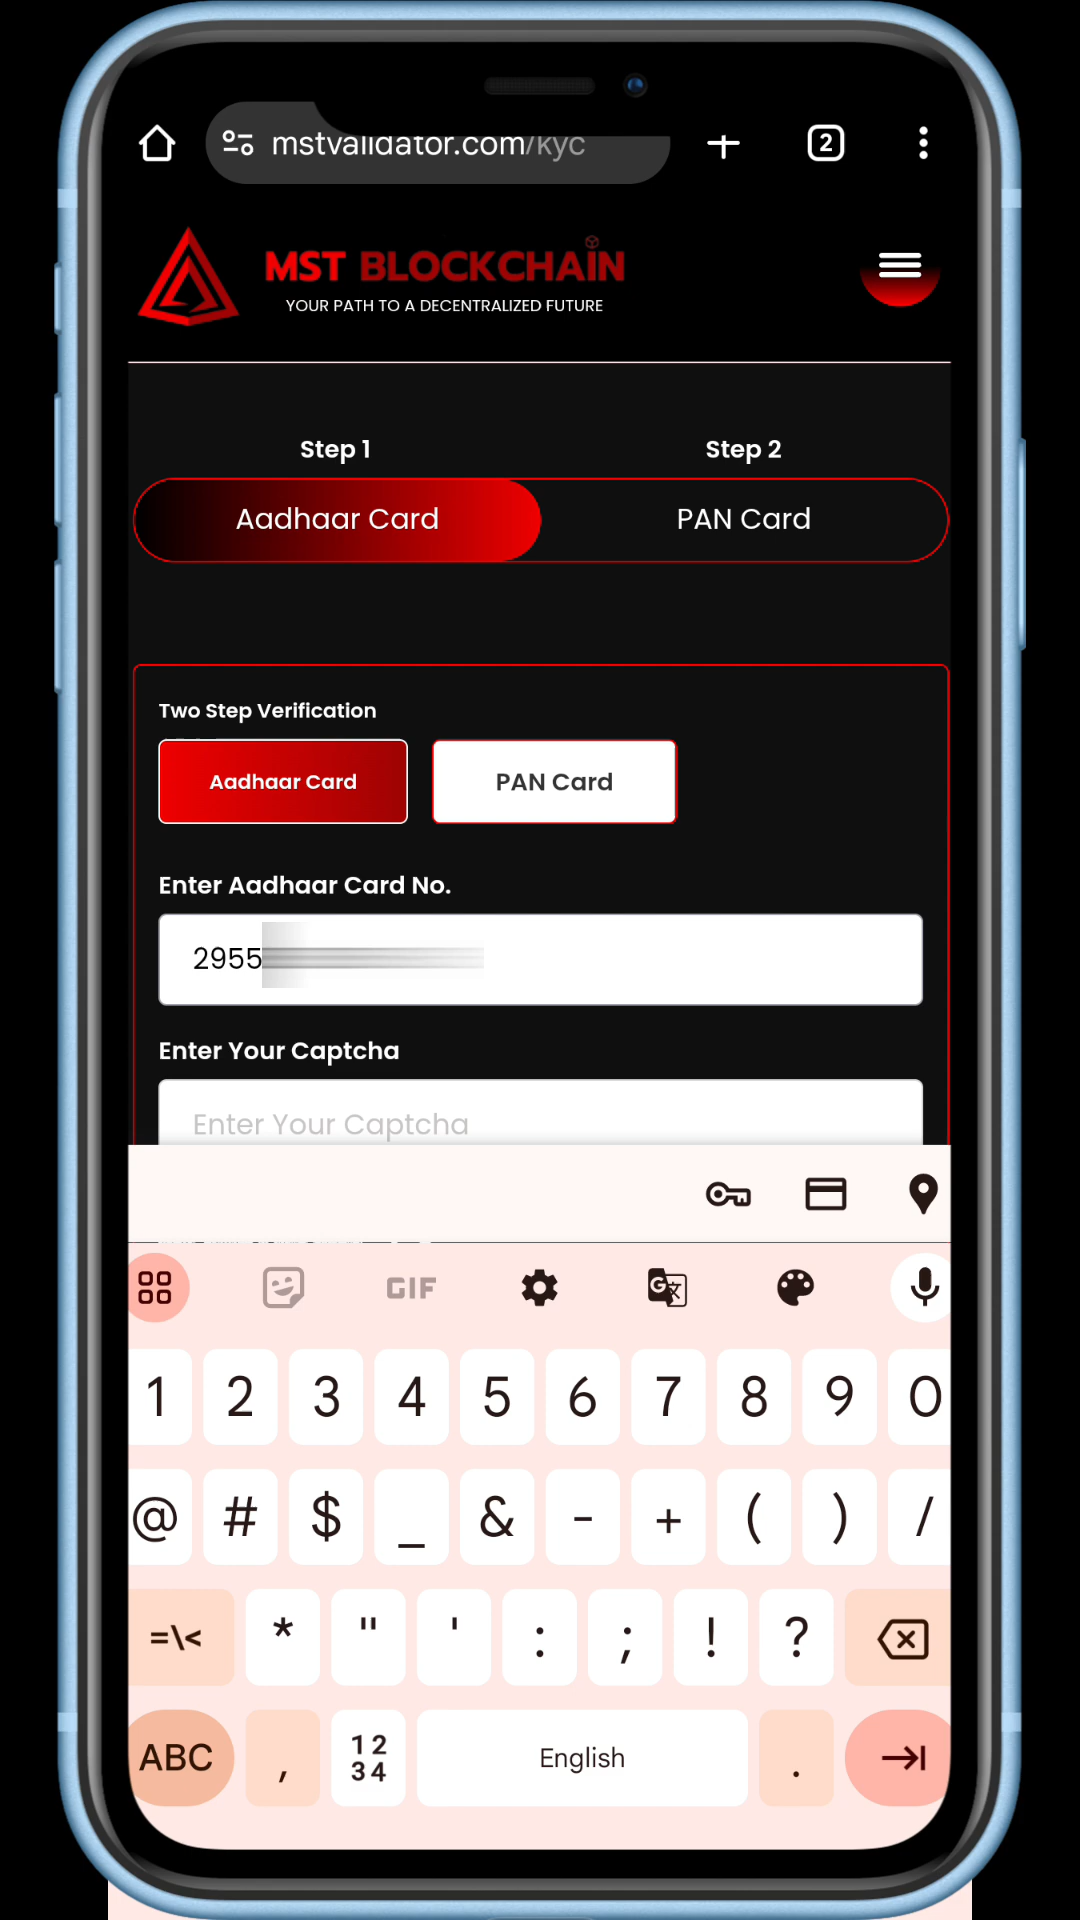 mstvalidator.com/kyc
2
MST BLOCKCHAIN
YOUR PATH TO A DECENTRALIZED FUTURE
Step 1 Step 2
Aadhaar Card PAN Card
Two Step Verification
Aadhaar Card PAN Card
Enter Aadhaar Card No.
2955
Enter Your Captcha
Enter Your Captcha
GIF G
1 2 3 4 5 6 7 8 9 0
@ # $ _ & - + ( ) /
=\< * " ' : ; ! ?
ABC , 12 34 English .